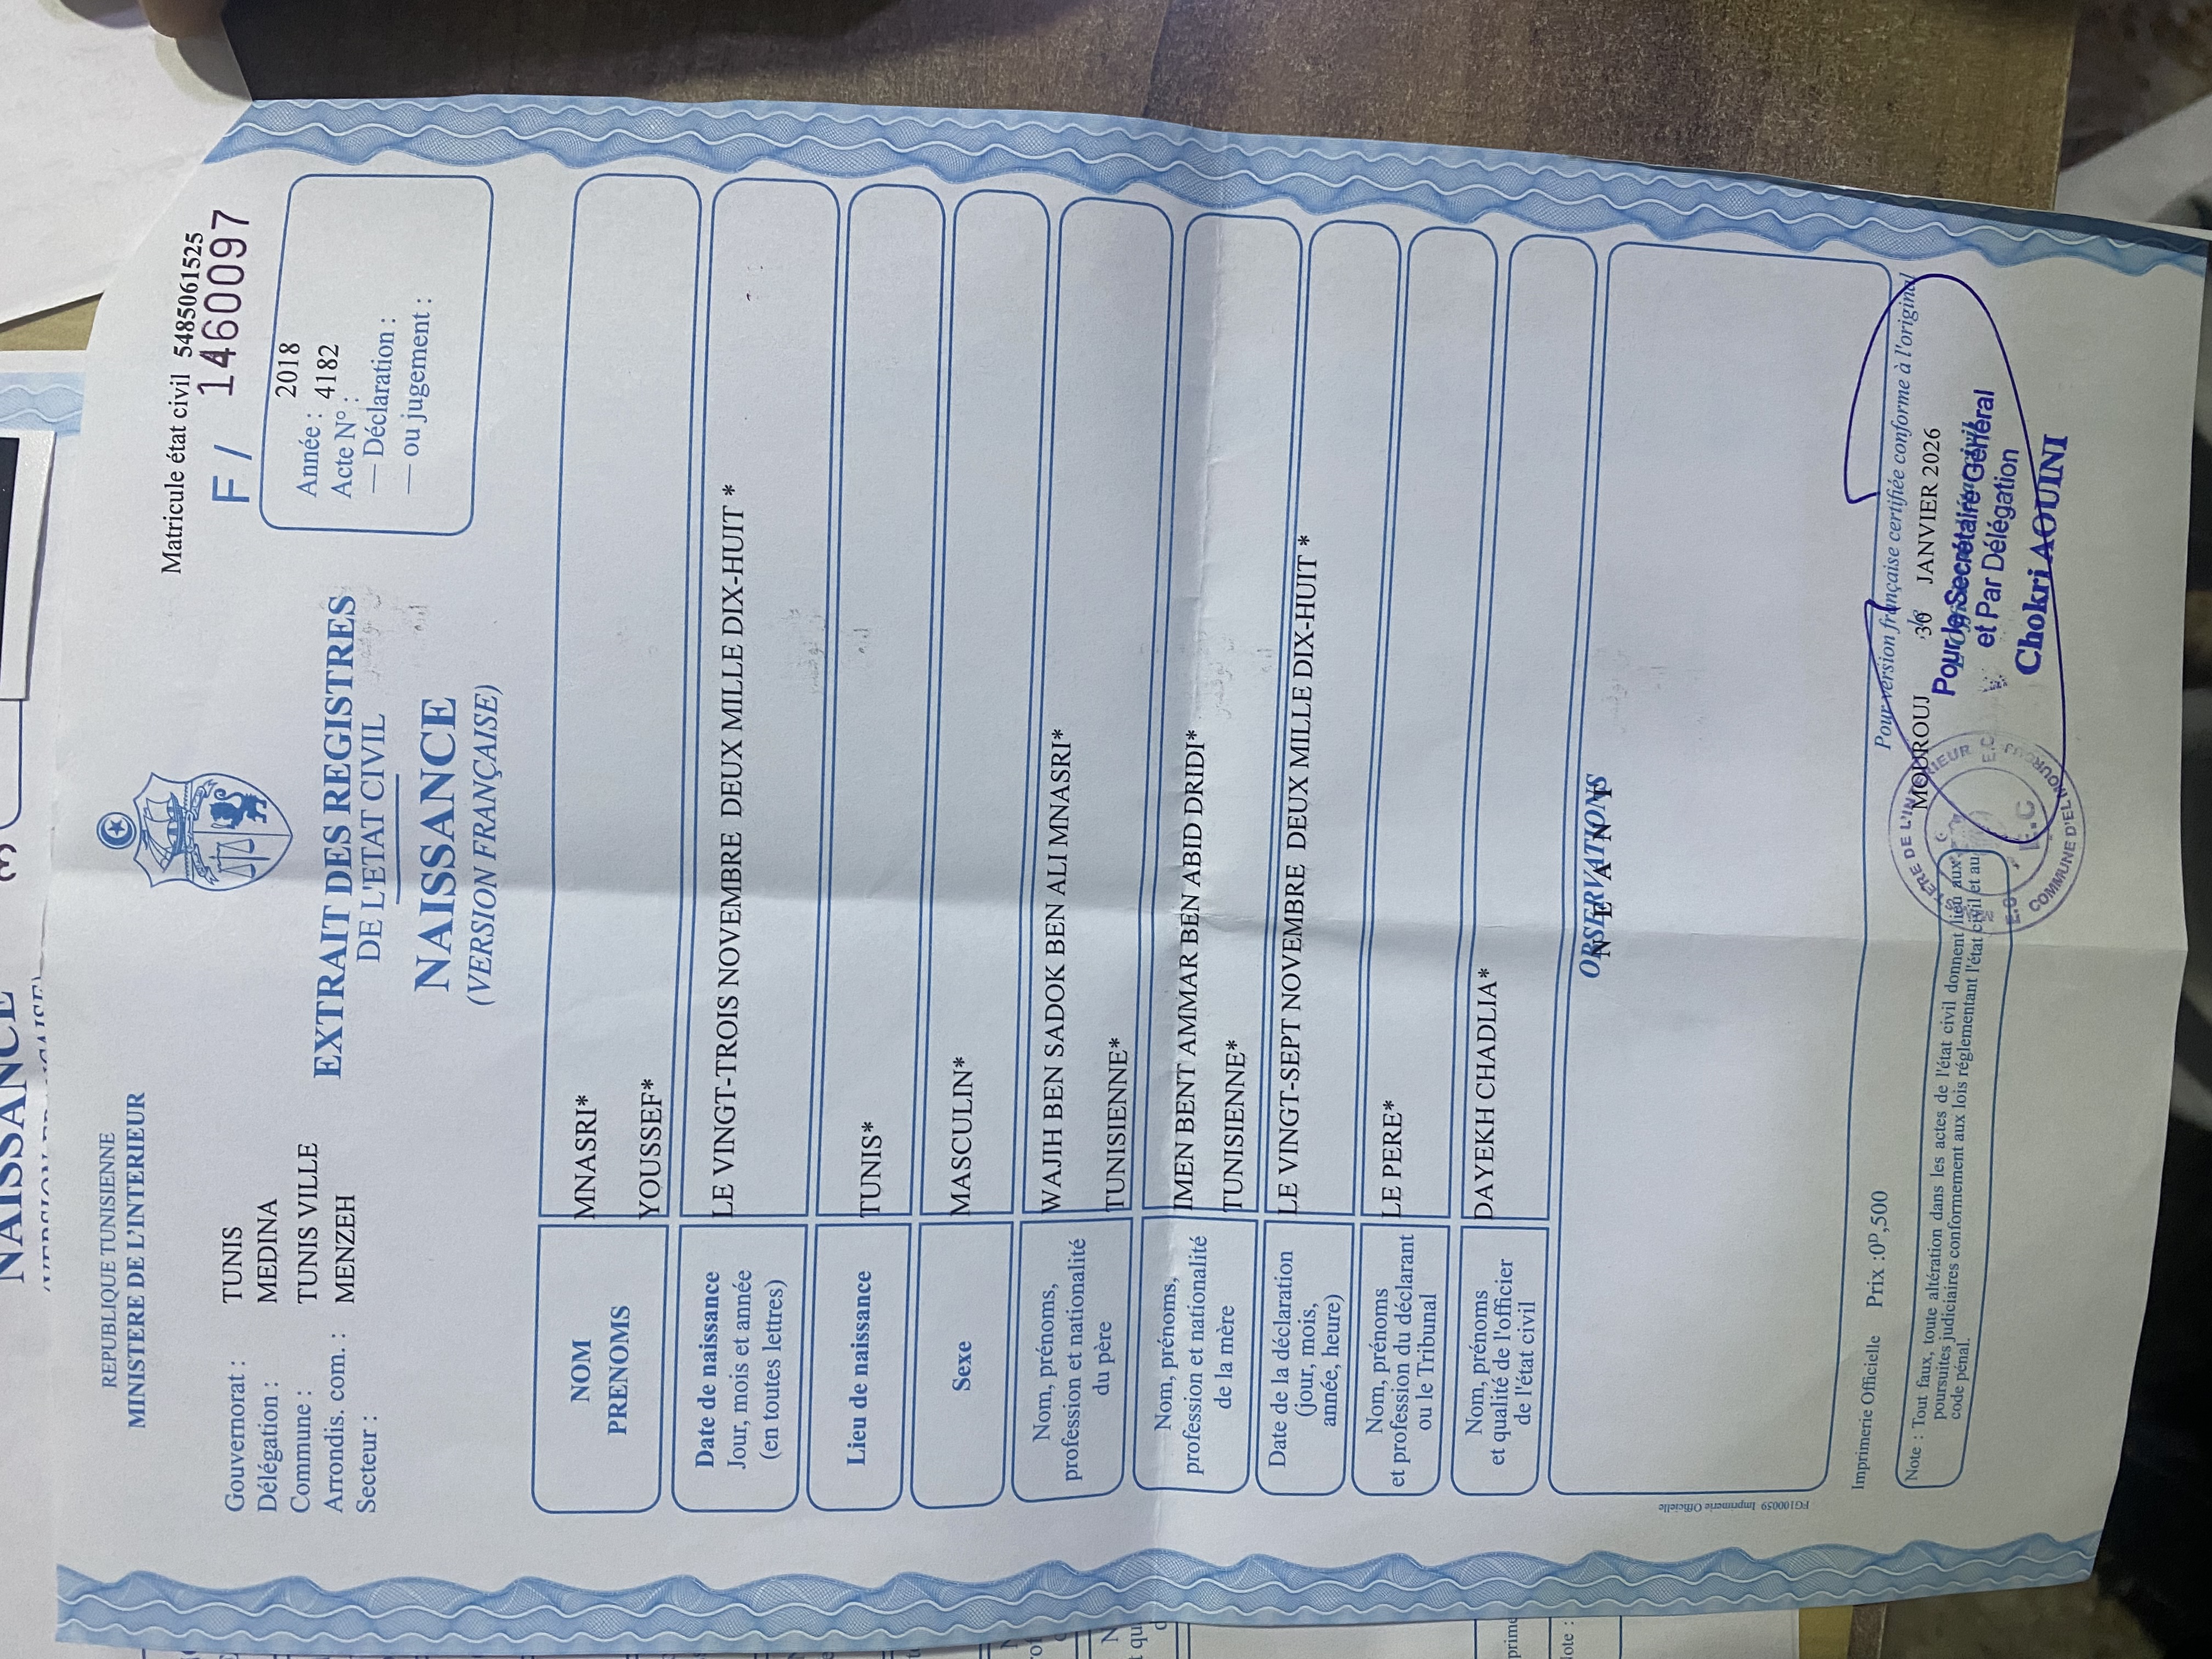 REPUBLIQUE TUNISIENNE
MINISTERE DE L'INTERIEUR
Gouvernorat : TUNIS
Délégation : MEDINA
Commune : TUNIS VILLE
Arrondis. com. : MENZEH
Secteur :
Matricule état civil 5485061525
F / 1460097
Année : 2018
Acte N° : 4182
— Déclaration :
— ou jugement :
EXTRAIT DES REGISTRES
DE L'ETAT CIVIL
NAISSANCE
(VERSION FRANÇAISE)
NOM
PRENOMS
MNASRI*
YOUSSEF*
Date de naissance
Jour, mois et année
(en toutes lettres)
LE VINGT-TROIS NOVEMBRE DEUX MILLE DIX-HUIT *
Lieu de naissance
TUNIS*
Sexe
MASCULIN*
Nom, prénoms,
profession et nationalité
du père
WAJIH BEN SADOK BEN ALI MNASRI*
TUNISIENNE*
Nom, prénoms,
profession et nationalité
de la mère
IMEN BENT AMMAR BEN ABID DRIDI*
TUNISIENNE*
Date de la déclaration
(jour, mois,
année, heure)
LE VINGT-SEPT NOVEMBRE DEUX MILLE DIX-HUIT *
Nom, prénoms
et profession du déclarant
ou le Tribunal
LE PERE*
Nom, prénoms
et qualité de l'officier
de l'état civil
DAYEKH CHADLIA*
OBSERVATIONS
N E A N T
FG100059 Imprimerie Officielle
Imprimerie Officielle Prix :0ᴰ,500
Pour version française certifiée conforme à l'original
MOUROUJ JANVIER 2026
Pour le Secrétaire Général
et Par Délégation
Chokri AOUINI
COMMUNE D'EL MOUROUJ
E.C
Note : Tout faux, toute altération dans les actes de l'état civil donnent lieu aux
poursuites judiciaires conformement aux lois réglementant l'état civil et au
code pénal.
NAISSANCE